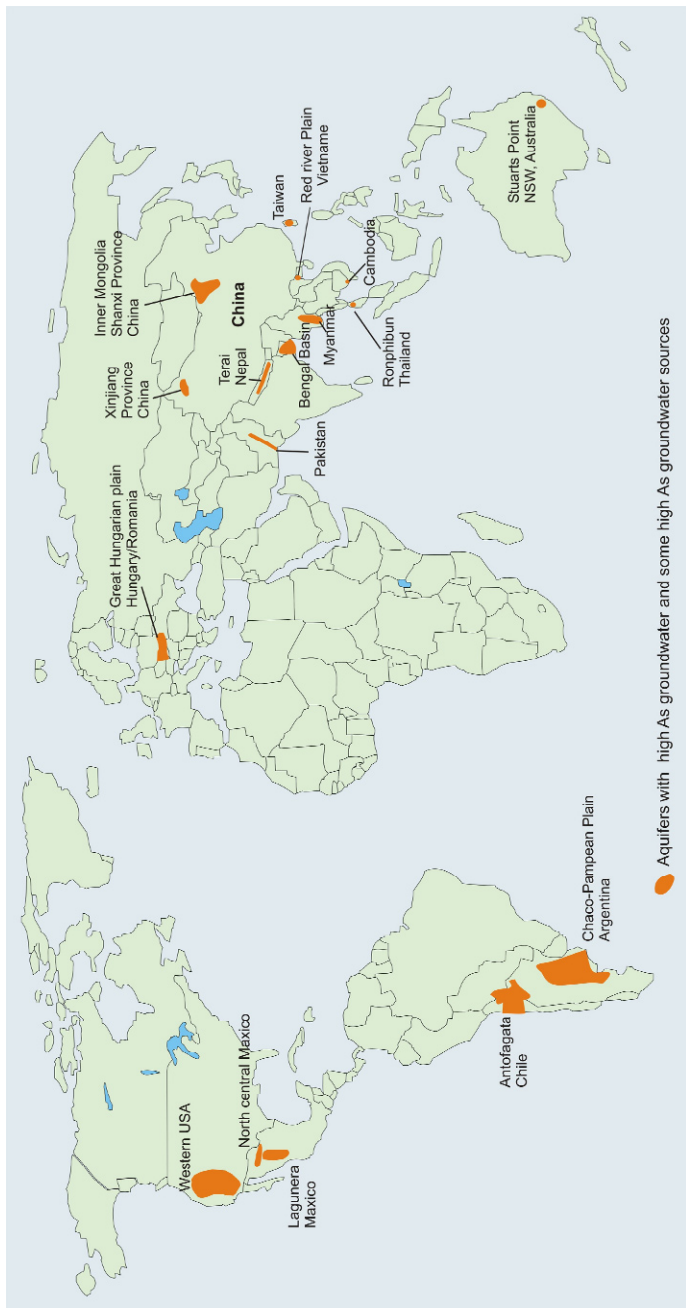 Western USA
North central Maxico
Lagunera
Maxico
Antofagata
Chile
Chaco-Pampean Plain
Argentina
Great Hungarian plain
Hungary/Romania
Xinjiang
Province
China
Inner Mongolia
Shanxi Province
China
China
Terai
Nepal
Pakistan
Bengal Basin
Myanmar
Taiwan
Red river Plain
Vietname
Cambodia
Ronphibun
Thailand
Stuarts Point
NSW, Australia
Aquifers with high As groundwater and some high As groundwater sources